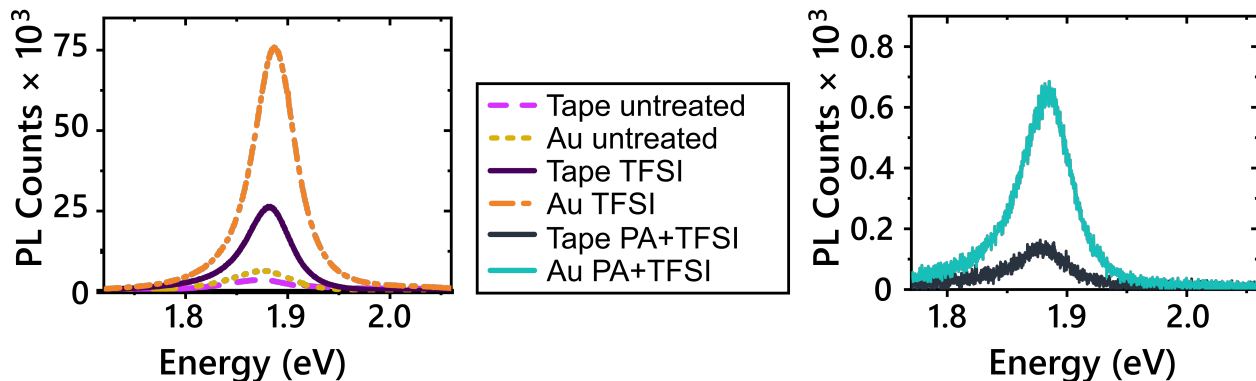 PL Counts × 10³
75
50
25
0
1.8 1.9 2.0
Energy (eV)
Tape untreated
Au untreated
Tape TFSI
Au TFSI
Tape PA+TFSI
Au PA+TFSI
PL Counts × 10³
0.8
0.6
0.4
0.1
0
1.8 1.9 2.0
Energy (eV)